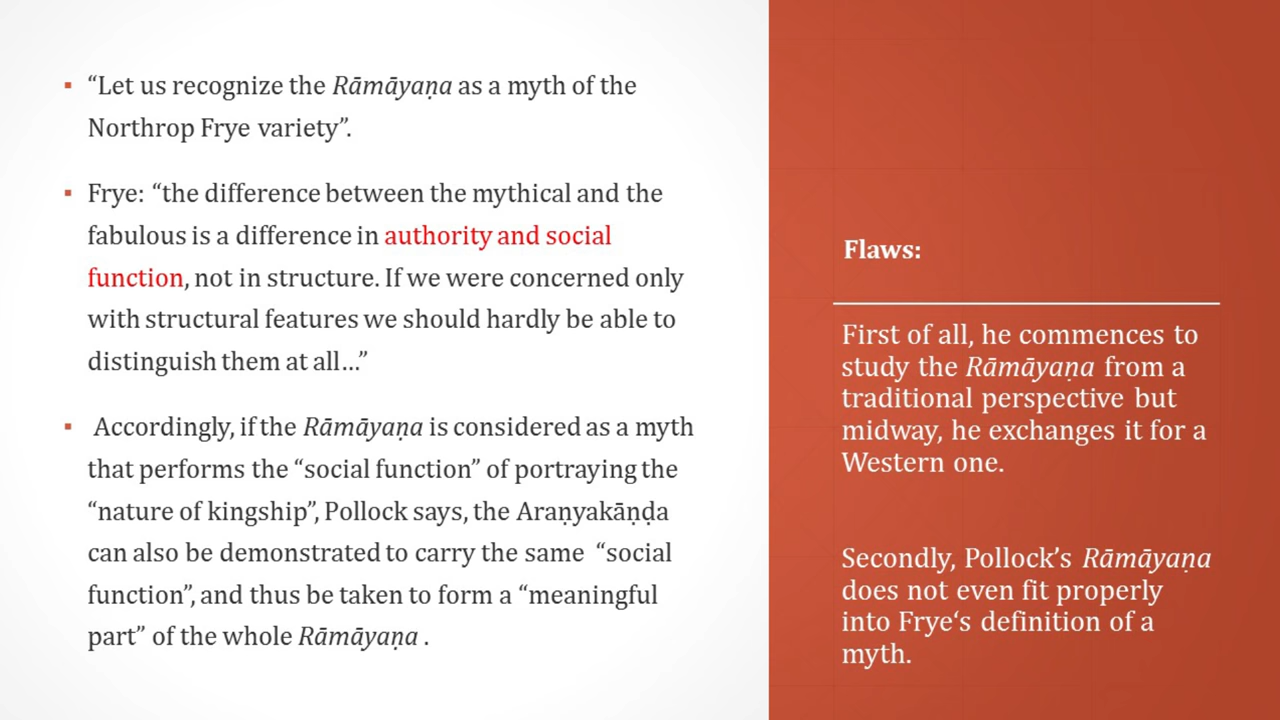 ▪ “Let us recognize the Rāmāyaṇa as a myth of the
Northrop Frye variety”.
▪ Frye: “the difference between the mythical and the
fabulous is a difference in authority and social
function, not in structure. If we were concerned only
with structural features we should hardly be able to
distinguish them at all…”
▪ Accordingly, if the Rāmāyaṇa is considered as a myth
that performs the “social function” of portraying the
“nature of kingship”, Pollock says, the Araṇyakāṇḍa
can also be demonstrated to carry the same “social
function”, and thus be taken to form a “meaningful
part” of the whole Rāmāyaṇa .
Flaws:
First of all, he commences to
study the Rāmāyaṇa from a
traditional perspective but
midway, he exchanges it for a
Western one.
Secondly, Pollock’s Rāmāyaṇa
does not even fit properly
into Frye‘s definition of a
myth.